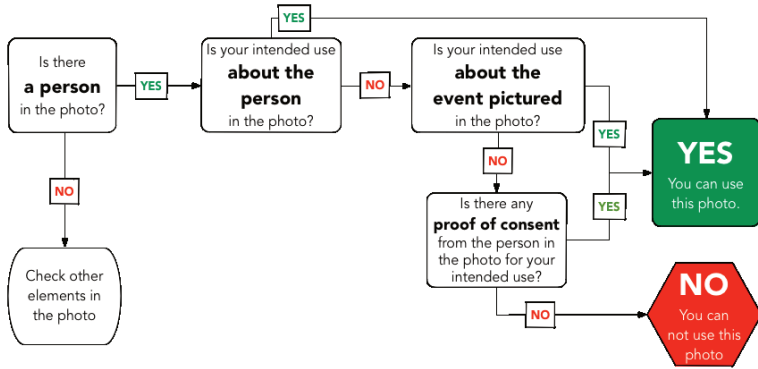 Is there
a person
in the photo?
YES
Is your intended use
about the
person
in the photo?
YES
NO
Is your intended use
about the
event pictured
in the photo?
YES
NO
Is there any
proof of consent
from the person in
the photo for your
intended use?
YES
NO
YES
You can use
this photo.
NO
You can
not use this
photo
NO
Check other
elements in
the photo